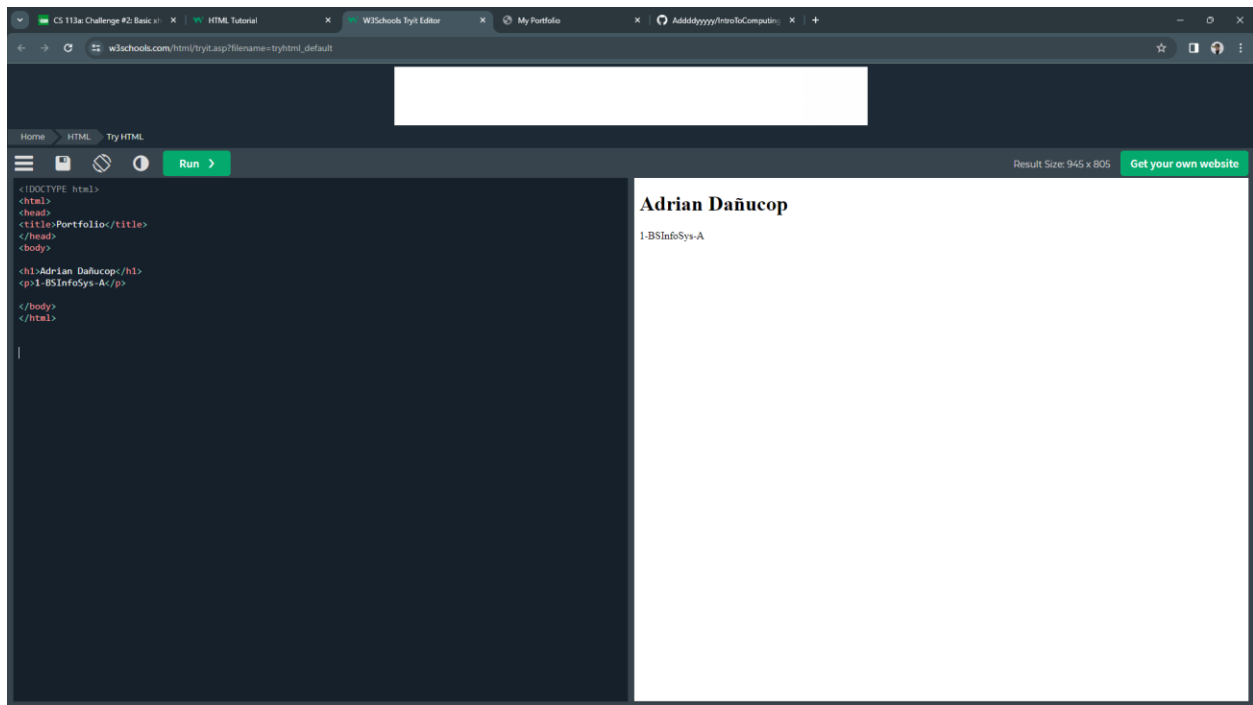 CS 113a: Challenge #2: Basic xh
HTML Tutorial
W3Schools Tryit Editor
My Portfolio
Addddyyyyy/IntroToComputing
w3schools.com/html/tryit.asp?filename=tryhtml_default
Home HTML Try HTML
Run
Result Size: 945 x 805
Get your own website
<!DOCTYPE html>
<html>
<head>
<title>Portfolio</title>
</head>
<body>
<h1>Adrian Dañucop</h1>
<p>1-BSInfoSys-A</p>
</body>
</html>
Adrian Dañucop
1-BSInfoSys-A